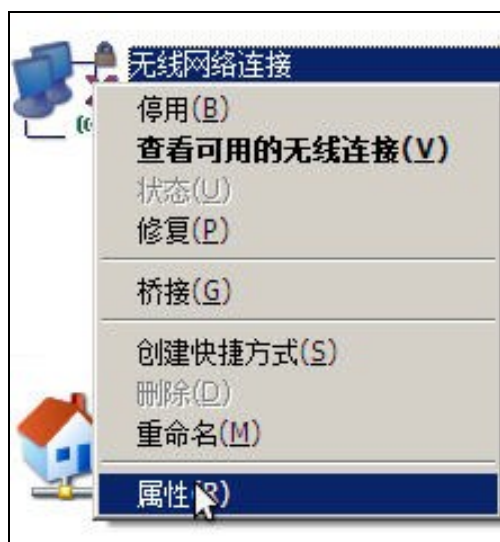 无线网络连接
停用(B)
查看可用的无线连接(V)
状态(U)
修复(P)
桥接(G)
创建快捷方式(S)
删除(D)
重命名(M)
属性(R)